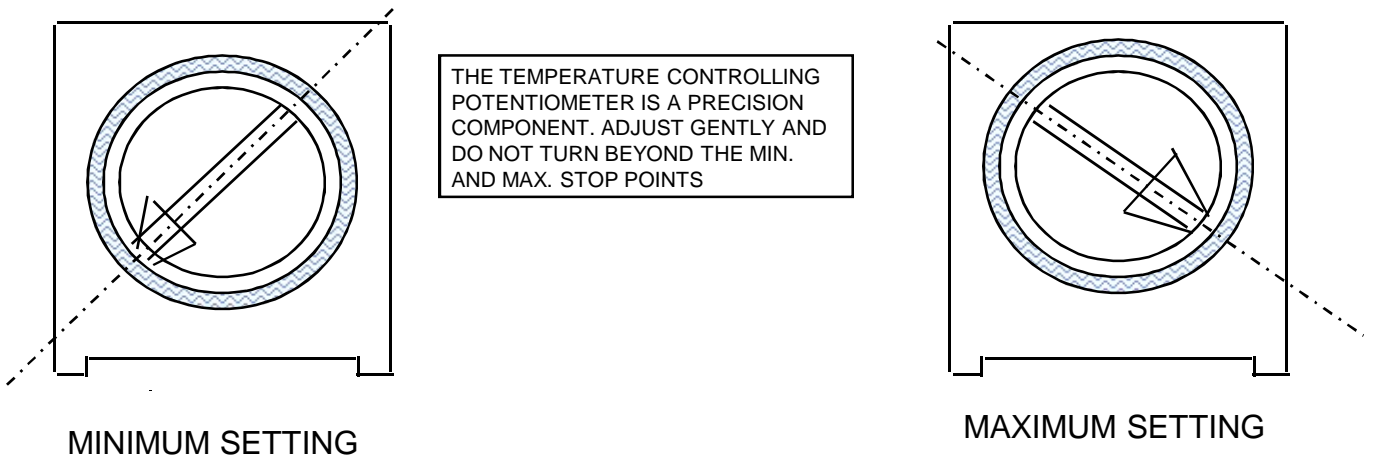 THE TEMPERATURE CONTROLLING
POTENTIOMETER IS A PRECISION
COMPONENT. ADJUST GENTLY AND
DO NOT TURN BEYOND THE MIN.
AND MAX. STOP POINTS
MINIMUM SETTING
MAXIMUM SETTING